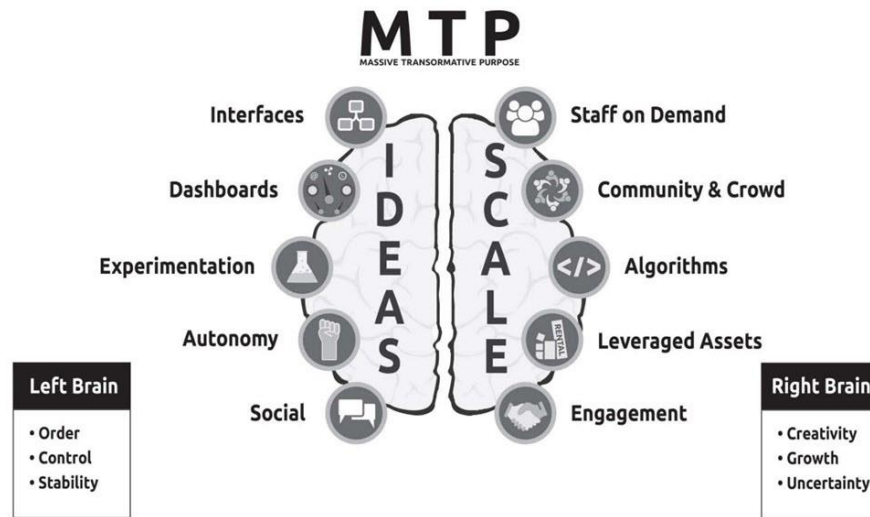 MTP
MASSIVE TRANSORMATIVE PURPOSE
Interfaces
Dashboards
Experimentation
Autonomy
Social
IDEAS
SCALE
Staff on Demand
Community & Crowd
</>
Algorithms
RENTAL
Leveraged Assets
Engagement
Left Brain
• Order
• Control
• Stability
Right Brain
• Creativity
• Growth
• Uncertainty